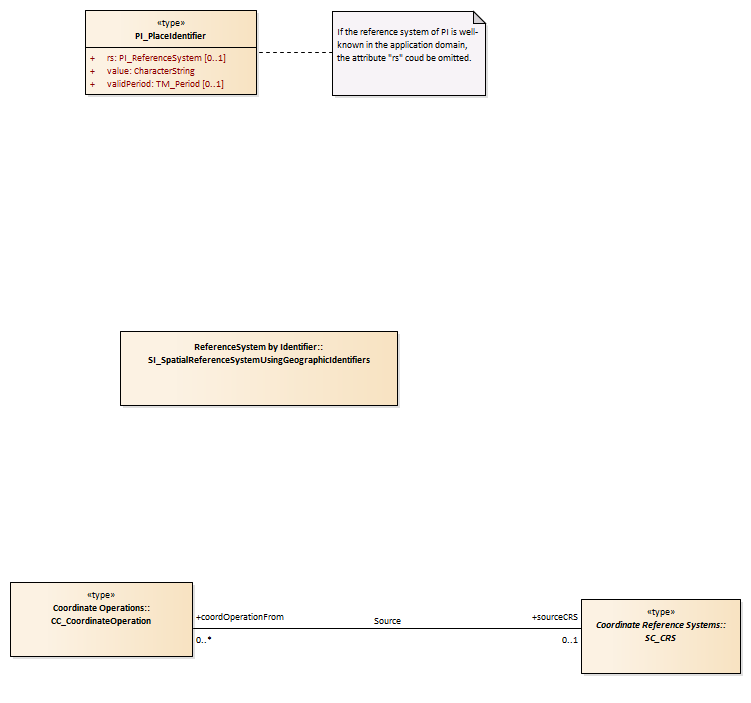 «type»
PI_PlaceIdentifier
+ rs: PI_ReferenceSystem [0..1]
+ value: CharacterString
+ validPeriod: TM_Period [0..1]
If the reference system of PI is well-
known in the application domain,
the attribute "rs" coud be omitted.
ReferenceSystem by Identifier::
SI_SpatialReferenceSystemUsingGeographicIdentifiers
«type»
Coordinate Operations::
CC_CoordinateOperation
+coordOperationFrom
0..*
Source
+sourceCRS
0..1
«type»
Coordinate Reference Systems::
SC_CRS